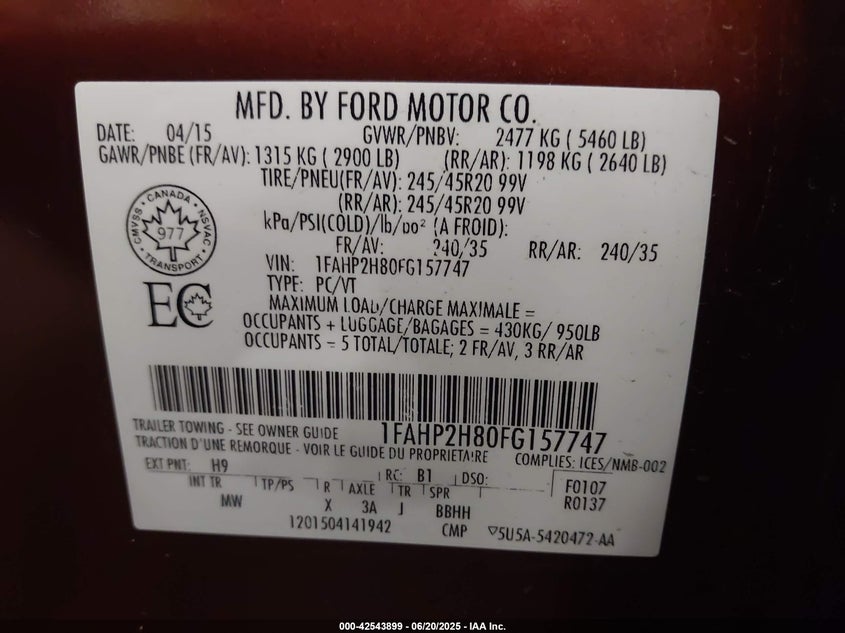 MFD. BY FORD MOTOR CO.
DATE: 04/15 GVWR/PNBV: 2477 KG ( 5460 LB)
GAWR/PNBE (FR/AV): 1315 KG ( 2900 LB) (RR/AR): 1198 KG ( 2640 LB)
TIRE/PNEU(FR/AV): 245/45R20 99V
(RR/AR): 245/45R20 99V
kPa/PSI(COLD)/lb/po² (A FROID):
FR/AV: 240/35 RR/AR: 240/35
CANADA
CMVSS NSVAC
977
TRANSPORT
VIN: 1FAHP2H80FG157747
TYPE: PC/VT
EC
MAXIMUM LOAD/CHARGE MAXIMALE =
OCCUPANTS + LUGGAGE/BAGAGES = 430KG/ 950LB
OCCUPANTS = 5 TOTAL/TOTALE; 2 FR/AV, 3 RR/AR
TRAILER TOWING - SEE OWNER GUIDE 1FAHP2H80FG157747
TRACTION D'UNE REMORQUE - VOIR LE GUIDE DU PROPRIETAIRE COMPLIES: ICES/NMB-002
EXT PNT: H9 RC: B1 DSO: F0107
INT TR TP/PS R AXLE TR SPR R0137
MW X 3A J BBHH
1201504141942 CMP 5U5A-5420472-AA
000-42543899 - 06/20/2025 - IAA Inc.